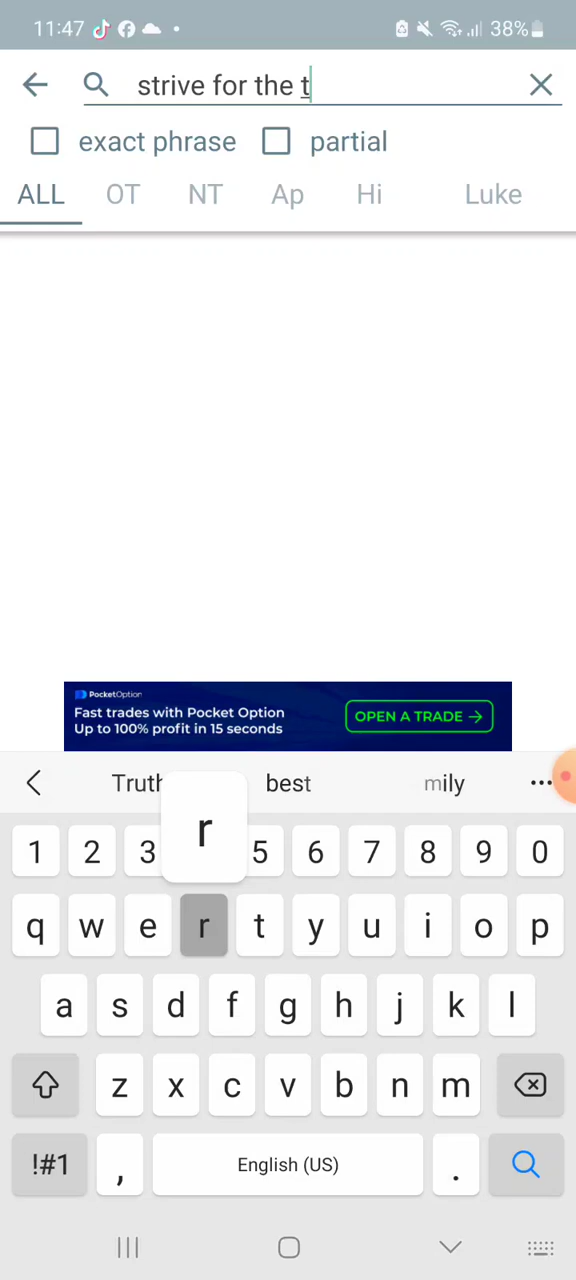 11:47 38%
strive for the t
exact phrase partial
ALL OT NT Ap Hi Luke
PocketOption
Fast trades with Pocket Option
Up to 100% profit in 15 seconds
OPEN A TRADE →
Truth best mily ...
r
1 2 3 5 6 7 8 9 0
q w e r t y u i o p
a s d f g h j k l
z x c v b n m
!#1 , English (US) .